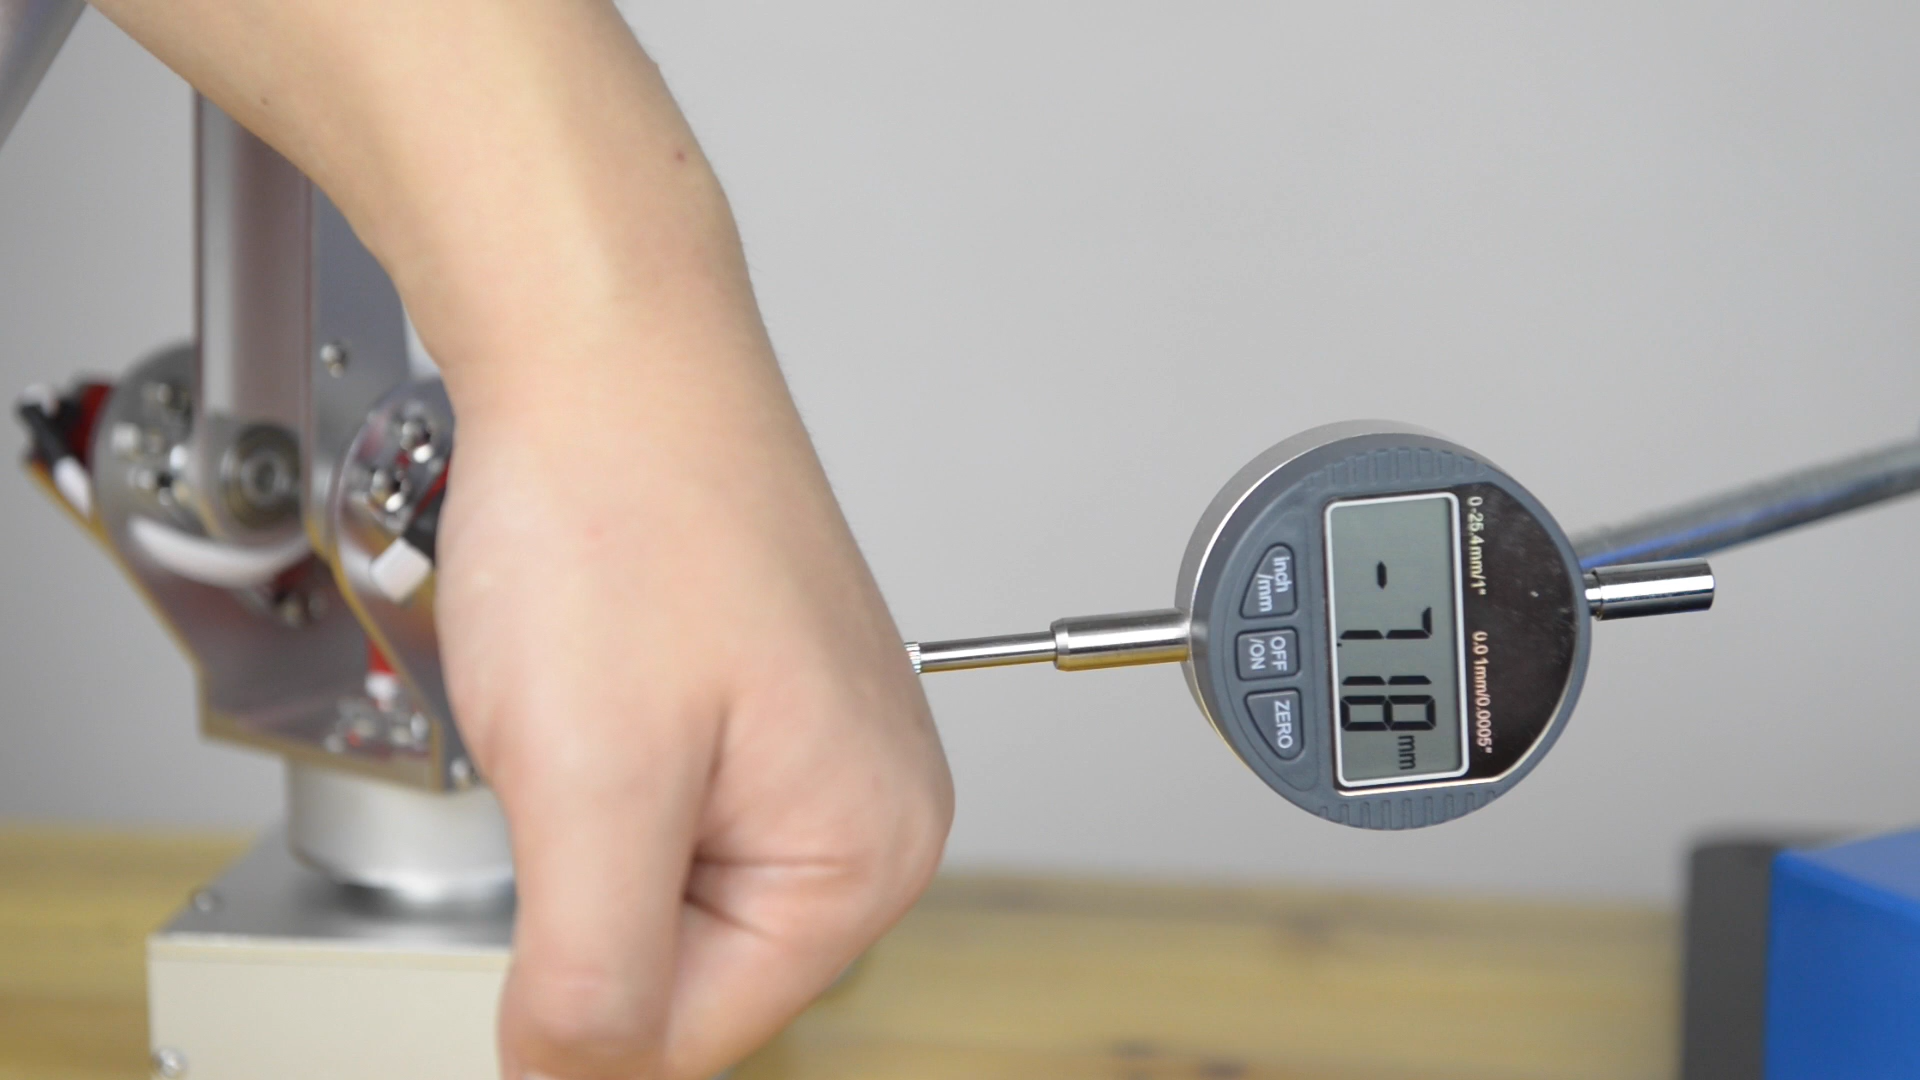 0-25.4mm/1"
0.01mm/0.0005"
-7.18 mm
inch
/mm
OFF
/ON
ZERO